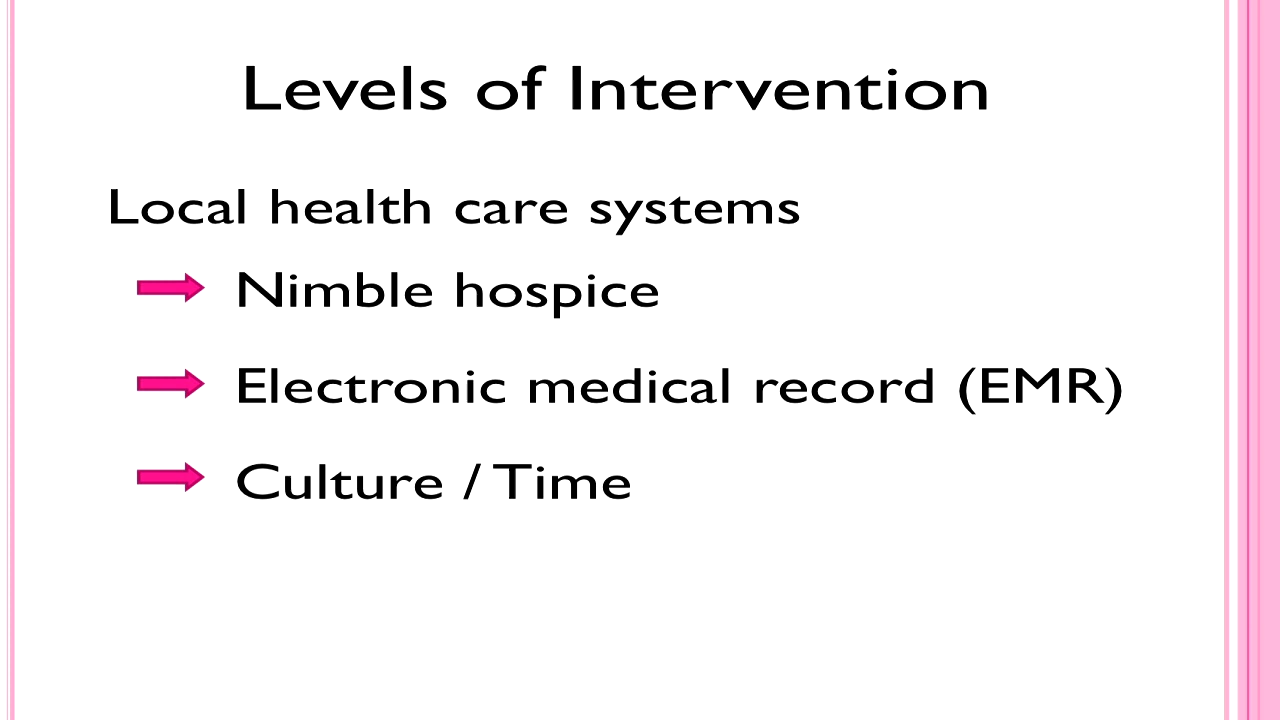 Levels of Intervention
Local health care systems
Nimble hospice
Electronic medical record (EMR)
Culture / Time